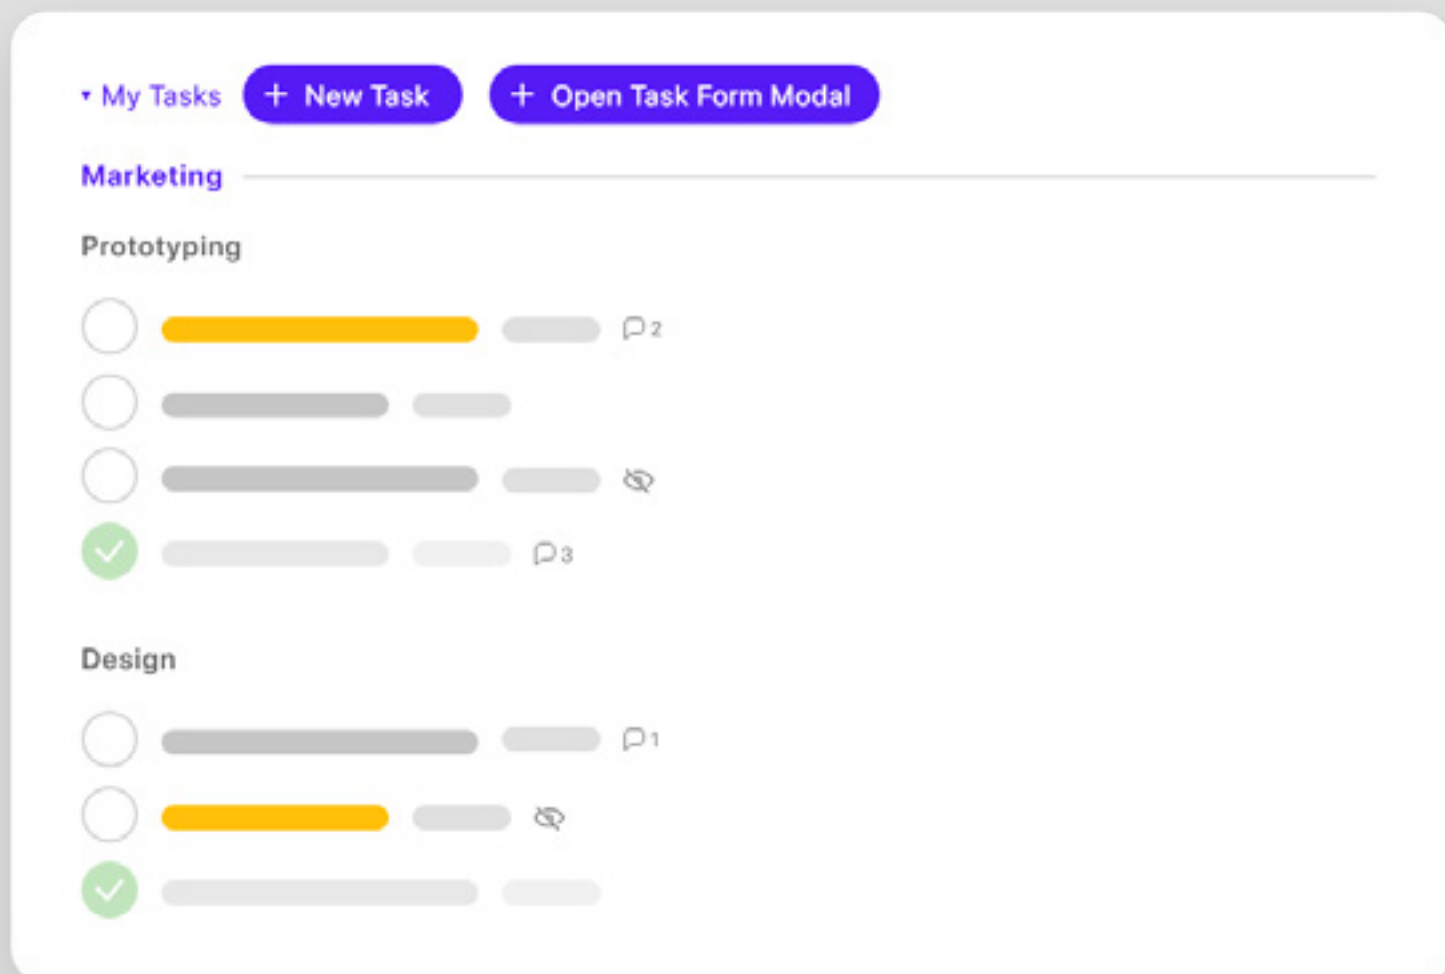 My Tasks + New Task + Open Task Form Modal
Marketing
Prototyping
2
3
Design
1